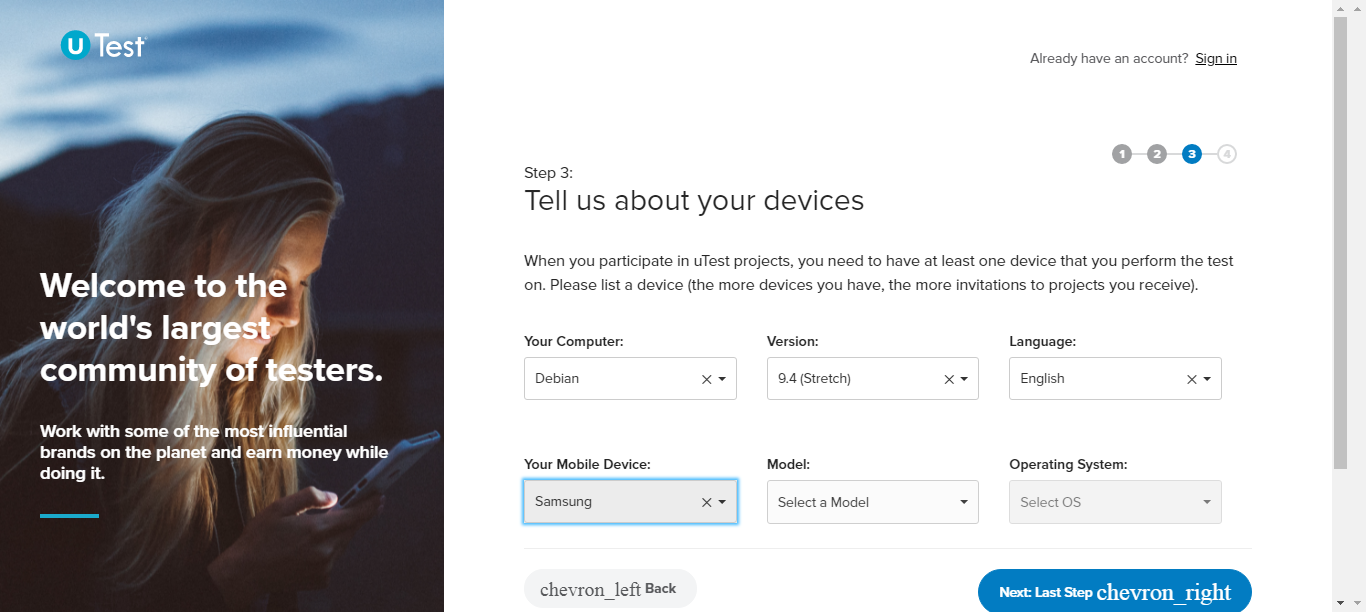 U Test
Already have an account? Sign in
1 2 3 4
Step 3:
Tell us about your devices
Welcome to the
world's largest
community of testers.
Work with some of the most influential
brands on the planet and earn money while
doing it.
When you participate in uTest projects, you need to have at least one device that you perform the test
on. Please list a device (the more devices you have, the more invitations to projects you receive).
Your Computer: Version: Language:
Debian 9.4 (Stretch) English
Your Mobile Device: Model: Operating System:
Samsung Select a Model Select OS
chevron_left Back Next: Last Step chevron_right